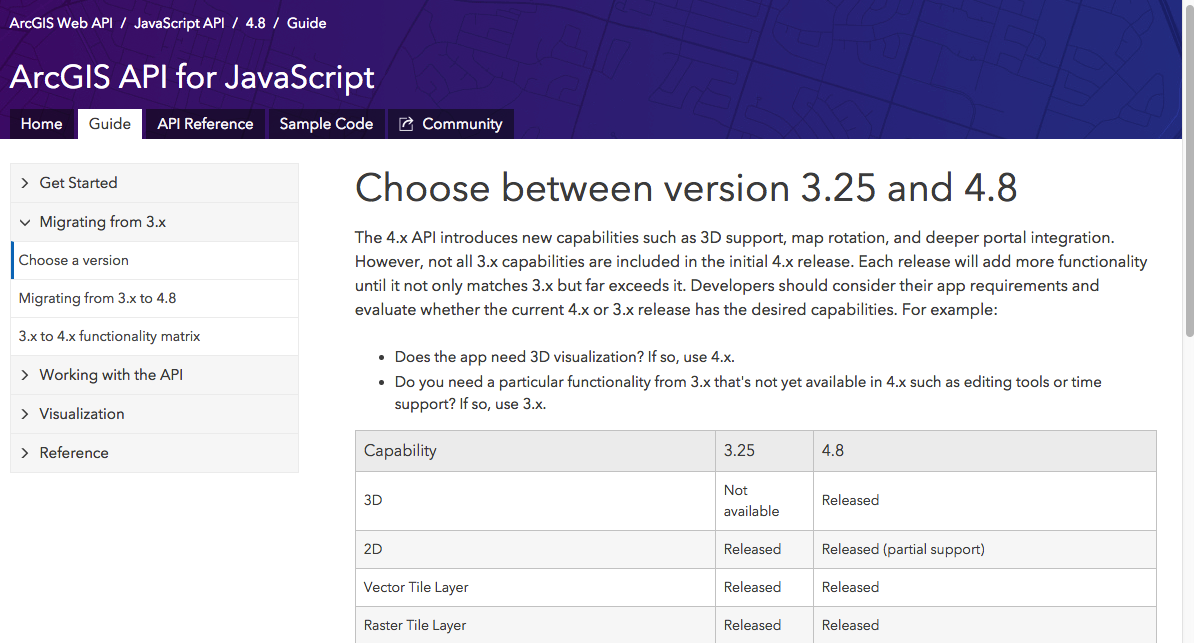 ArcGIS Web API / JavaScript API / 4.8 / Guide
ArcGIS API for JavaScript
Home Guide API Reference Sample Code Community
Get Started
Migrating from 3.x
Choose a version
Migrating from 3.x to 4.8
3.x to 4.x functionality matrix
Working with the API
Visualization
Reference
Choose between version 3.25 and 4.8
The 4.x API introduces new capabilities such as 3D support, map rotation, and deeper portal integration.
However, not all 3.x capabilities are included in the initial 4.x release. Each release will add more functionality
until it not only matches 3.x but far exceeds it. Developers should consider their app requirements and
evaluate whether the current 4.x or 3.x release has the desired capabilities. For example:
• Does the app need 3D visualization? If so, use 4.x.
• Do you need a particular functionality from 3.x that's not yet available in 4.x such as editing tools or time
support? If so, use 3.x.
Capability 3.25 4.8
3D Not available Released
2D Released Released (partial support)
Vector Tile Layer Released Released
Raster Tile Layer Released Released